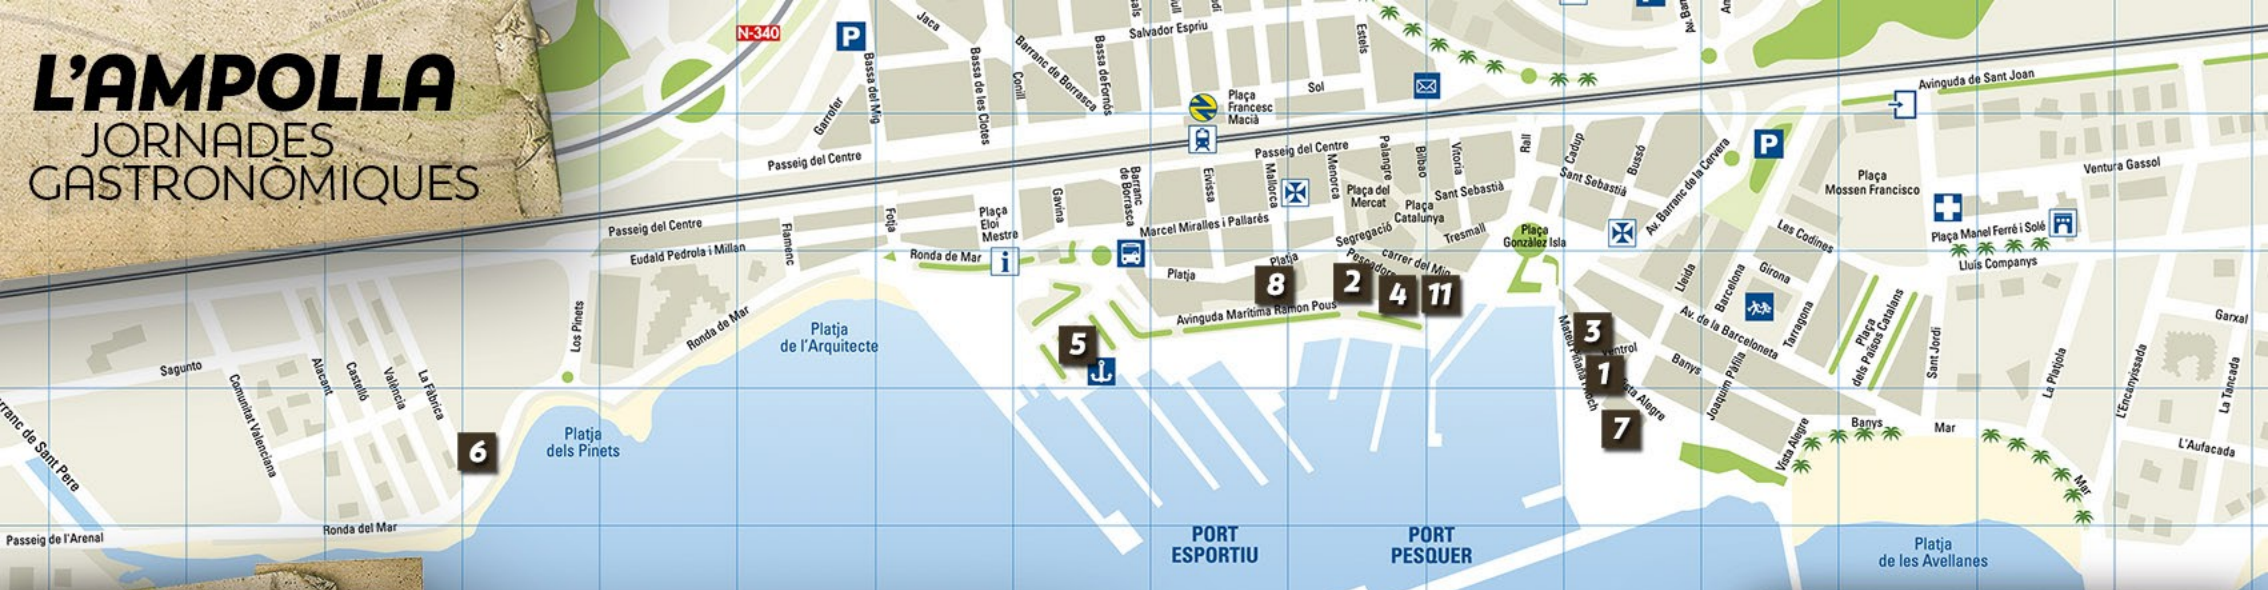 L'AMPOLLA
JORNADES
GASTRONÒMIQUES
N-340
P
Jaca
Garrofer
Bassa del Mig
Bassa de les Clotes
Conill
Barranc de Borrasca
Bassa de Fornós
Salvador Espriu
Estels
Sol
Plaça
Francesc
Macià
Avinguda de Sant Joan
Passeig del Centre
Passeig del Centre
Passeig del Centre
Eudald Pedrola i Millan
Flamenc
Fotja
Plaça
Eloi
Mestre
Gavina
Barranc
de Borrasca
Eivissa
Mallorca
Menorca
Palangre
Bilbao
Vitoria
Rall
Cadup
Bussó
Av. Barranc de la Cervera
P
Plaça
Mossen Francisco
Ventura Gassol
Sant Sebastià
Sant Sebastià
Plaça del
Mercat
Plaça
Catalunya
Marcel Miralles i Pallarès
Segregació
Tresmall
Plaça
Gonzàlez Isla
Les Codines
Plaça Manel Ferré i Solé
Lluís Companys
Ronda de Mar
i
Platja
Platja
carrer del Mig
8
2
4
11
Avinguda Marítima Ramon Pous
Lleida
Barcelona
Girona
Tarragona
Av. de la Barceloneta
Plaça
dels Països Catalans
Sant Jordi
Garxal
La Platjola
L'Encanyissada
La Tancada
L'Aufacada
Los Pinets
Ronda de Mar
Platja
de l'Arquitecte
5
3
1
7
Banys
Joaquim Pàfila
Vista Alegre
Banys
Mar
Mar
Sagunto
Comunitat Valenciana
Alacant
Castelló
València
La Fàbrica
6
Platja
dels Pinets
Ronda del Mar
Passeig de l'Arenal
PORT
ESPORTIU
PORT
PESQUER
Platja
de les Avellanes